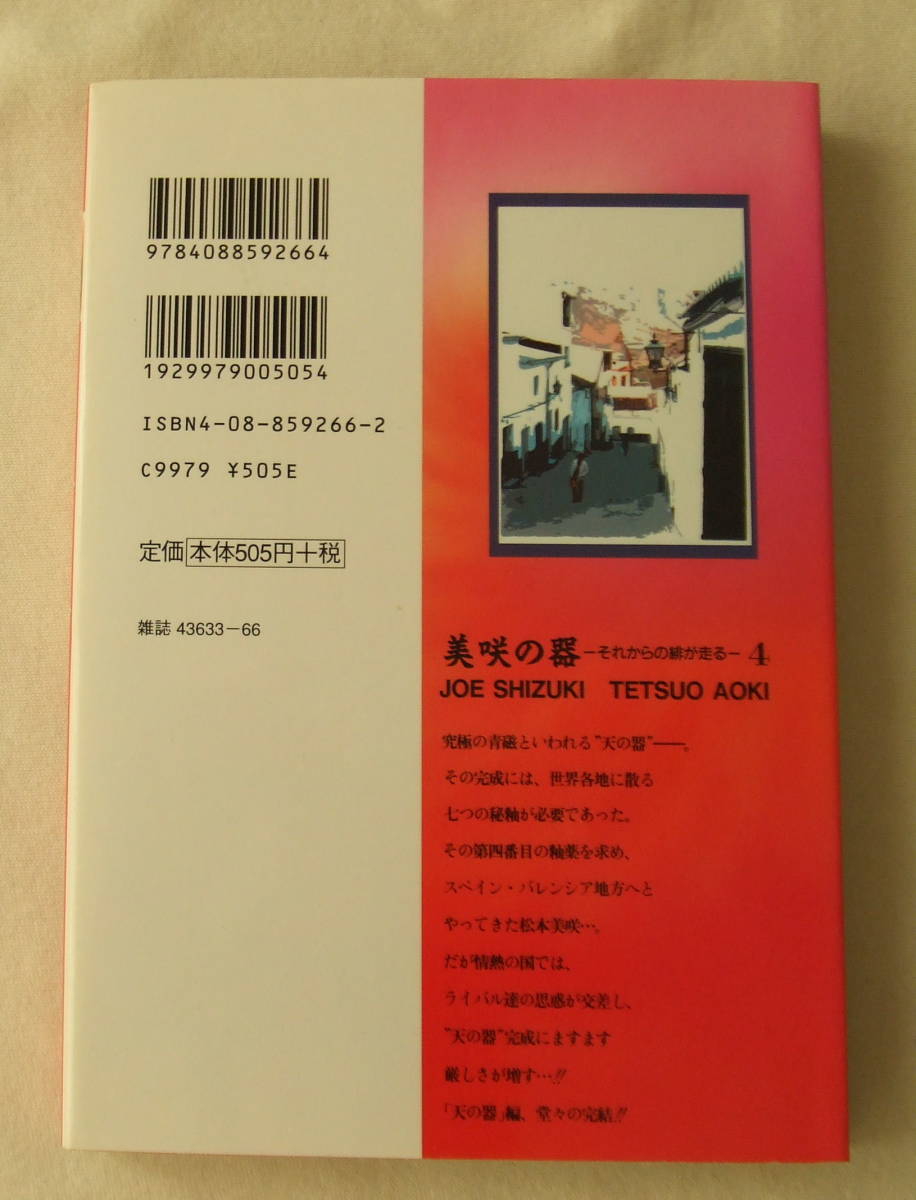 9784088592664
1929979005054
ISBN4-08-859266-2
C9979 ¥505E
定価 本体505円+税
雑誌 43633-66
美咲の器 -それからの緋が走る- 4
JOE SHIZUKI TETSUO AOKI
究極の青磁といわれる"天の器"――。
その完成には、世界各地に散る
七つの秘釉が必要であった。
その第四番目の釉薬を求め、
スペイン・バレンシア地方へと
やってきた松本美咲…。
だが情熱の国では、
ライバル達の思惑が交差し、
"天の器"完成にますます
厳しさが増す…!!
「天の器」編、堂々の完結!!